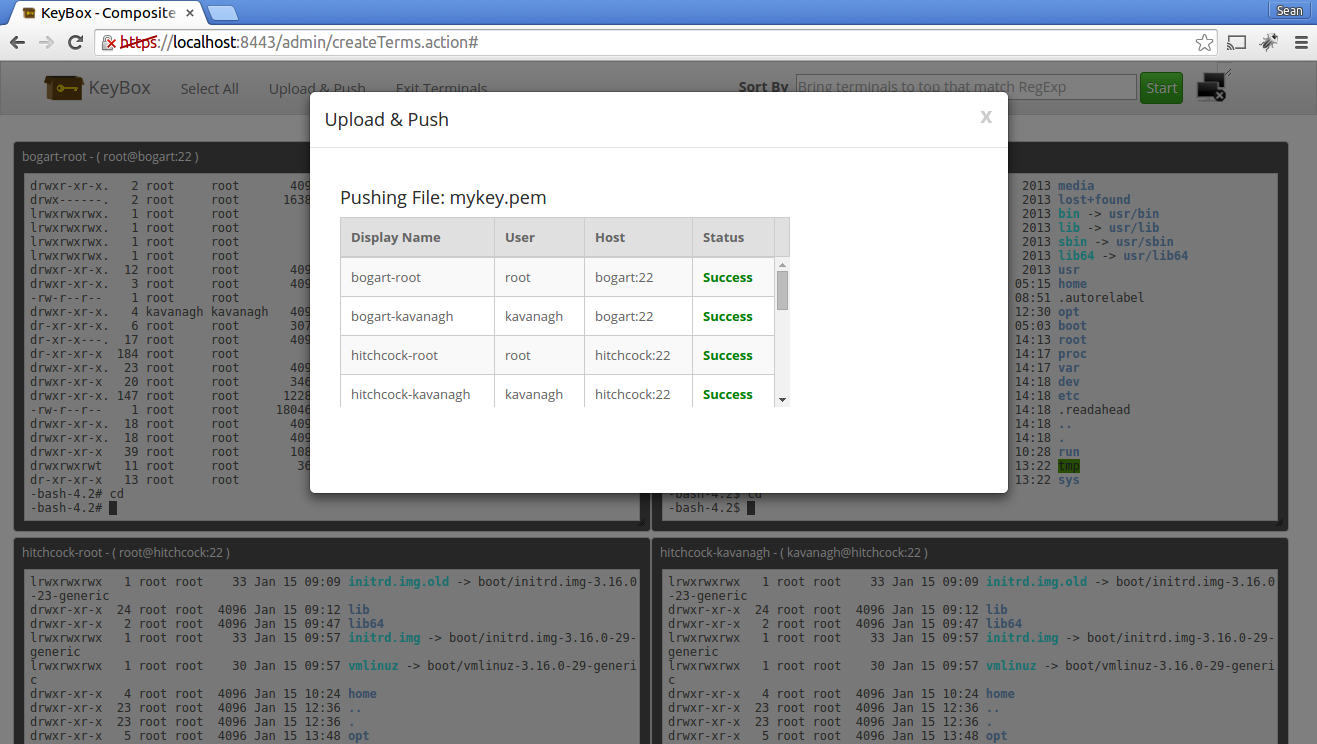 KeyBox - Composite
Sean
https://localhost:8443/admin/createTerms.action#
KeyBox Select All Upload & Push Exit Terminals Sort By Bring terminals to top that match RegExp Start
Upload & Push X
Pushing File: mykey.pem
Display Name User Host Status
bogart-root root bogart:22 Success
bogart-kavanagh kavanagh bogart:22 Success
hitchcock-root root hitchcock:22 Success
hitchcock-kavanagh kavanagh hitchcock:22 Success
bogart-root - ( root@bogart:22 )
drwxr-xr-x. 2 root root 409
drwx------. 2 root root 1638
lrwxrwxrwx. 1 root root
lrwxrwxrwx. 1 root root
lrwxrwxrwx. 1 root root
lrwxrwxrwx. 1 root root
drwxr-xr-x. 12 root root 409
drwxr-xr-x. 3 root root 409
-rw-r--r-- 1 root root
drwxr-xr-x. 4 kavanagh kavanagh 409
dr-xr-xr-x. 6 root root 307
dr-xr-x---. 17 root root 409
dr-xr-xr-x 184 root root
drwxr-xr-x. 23 root root 409
drwxr-xr-x 20 root root 346
drwxr-xr-x. 147 root root 1228
-rw-r--r-- 1 root root 18046
drwxr-xr-x. 18 root root 409
drwxr-xr-x. 18 root root 409
drwxr-xr-x 39 root root 108
drwxrwxrwt 11 root root 36
dr-xr-xr-x 13 root root
-bash-4.2# cd
-bash-4.2#
2013 media
2013 lost+found
2013 bin -> usr/bin
2013 lib -> usr/lib
2013 sbin -> usr/sbin
2013 lib64 -> usr/lib64
2013 usr
05:15 home
08:51 .autorelabel
12:30 opt
05:03 boot
14:13 root
14:17 proc
14:17 var
14:18 dev
14:18 etc
14:18 .readahead
14:18 ..
14:18 .
10:28 run
13:22 tmp
13:22 sys
-bash-4.2$ cd
-bash-4.2$
hitchcock-root - ( root@hitchcock:22 )
lrwxrwxrwx 1 root root 33 Jan 15 09:09 initrd.img.old -> boot/initrd.img-3.16.0
-23-generic
drwxr-xr-x 24 root root 4096 Jan 15 09:12 lib
drwxr-xr-x 2 root root 4096 Jan 15 09:47 lib64
lrwxrwxrwx 1 root root 33 Jan 15 09:57 initrd.img -> boot/initrd.img-3.16.0-29-
generic
lrwxrwxrwx 1 root root 30 Jan 15 09:57 vmlinuz -> boot/vmlinuz-3.16.0-29-generi
c
drwxr-xr-x 4 root root 4096 Jan 15 10:24 home
drwxr-xr-x 23 root root 4096 Jan 15 12:36 ..
drwxr-xr-x 23 root root 4096 Jan 15 12:36 .
drwxr-xr-x 5 root root 4096 Jan 15 13:48 opt
hitchcock-kavanagh - ( kavanagh@hitchcock:22 )
lrwxrwxrwx 1 root root 33 Jan 15 09:09 initrd.img.old -> boot/initrd.img-3.16.0
-23-generic
drwxr-xr-x 24 root root 4096 Jan 15 09:12 lib
drwxr-xr-x 2 root root 4096 Jan 15 09:47 lib64
lrwxrwxrwx 1 root root 33 Jan 15 09:57 initrd.img -> boot/initrd.img-3.16.0-29-
generic
lrwxrwxrwx 1 root root 30 Jan 15 09:57 vmlinuz -> boot/vmlinuz-3.16.0-29-generi
c
drwxr-xr-x 4 root root 4096 Jan 15 10:24 home
drwxr-xr-x 23 root root 4096 Jan 15 12:36 ..
drwxr-xr-x 23 root root 4096 Jan 15 12:36 .
drwxr-xr-x 5 root root 4096 Jan 15 13:48 opt